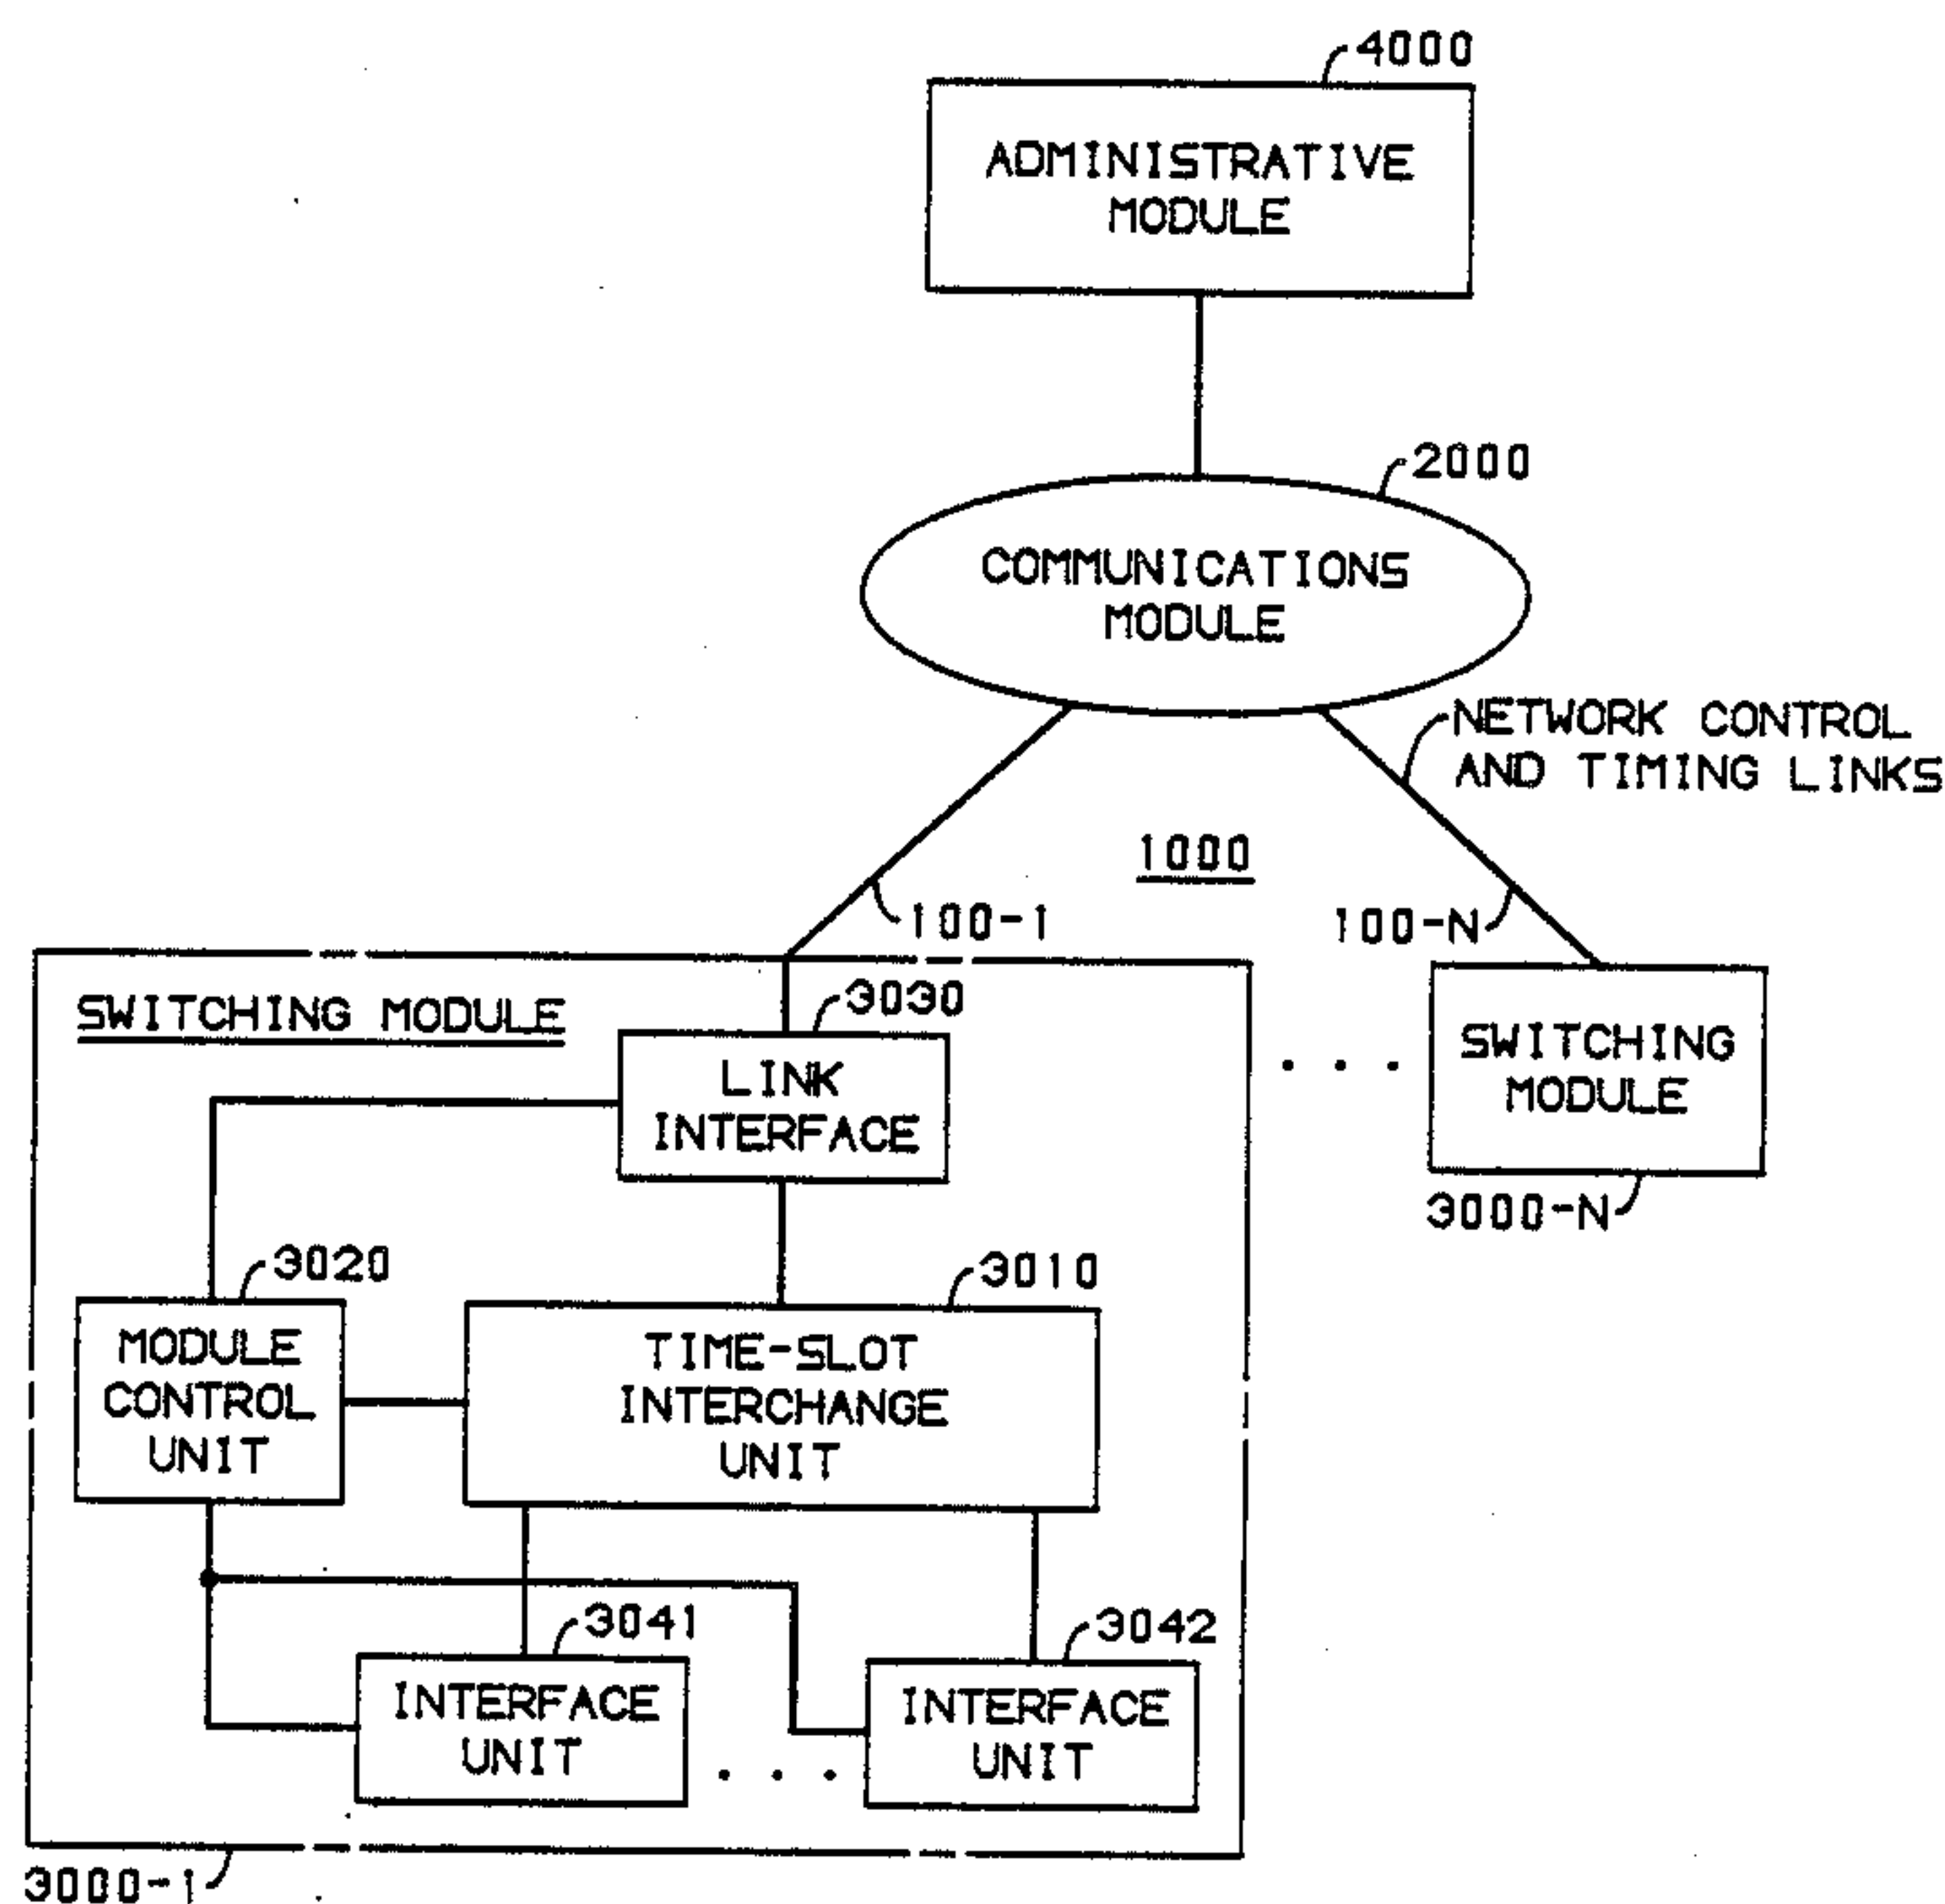 4000
ADMINISTRATIVE
MODULE
2000
COMMUNICATIONS
MODULE
NETWORK CONTROL
AND TIMING LINKS
1000
100-1
100-N
SWITCHING MODULE
3030
LINK
INTERFACE
SWITCHING
MODULE
3000-N
3020
3010
MODULE
CONTROL
UNIT
TIME-SLOT
INTERCHANGE
UNIT
3041
3042
INTERFACE
UNIT
INTERFACE
UNIT
3000-1